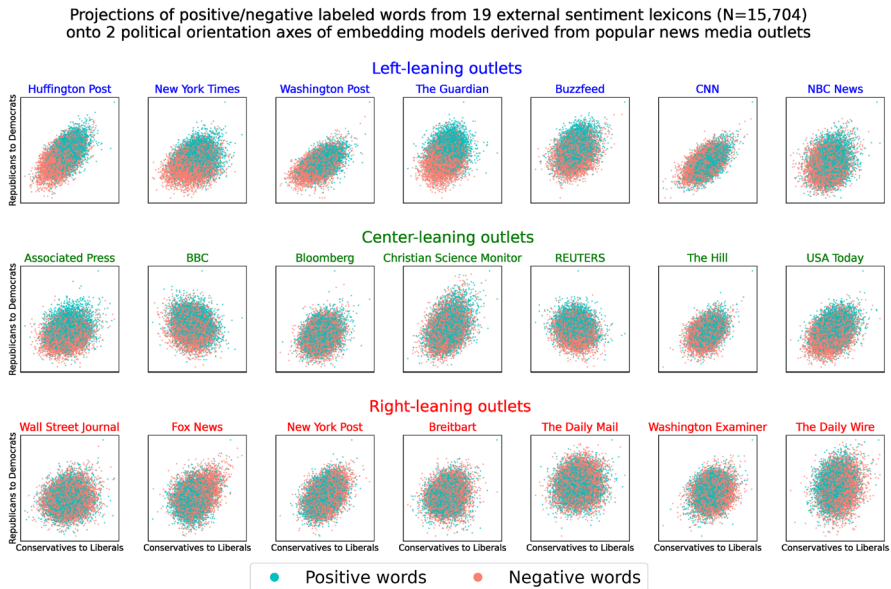 Projections of positive/negative labeled words from 19 external sentiment lexicons (N=15,704)
onto 2 political orientation axes of embedding models derived from popular news media outlets
Left-leaning outlets
Huffington Post New York Times Washington Post The Guardian Buzzfeed CNN NBC News
Republicans to Democrats
Center-leaning outlets
Associated Press BBC Bloomberg Christian Science Monitor REUTERS The Hill USA Today
Republicans to Democrats
Right-leaning outlets
Wall Street Journal Fox News New York Post Breitbart The Daily Mail Washington Examiner The Daily Wire
Republicans to Democrats
Conservatives to Liberals Conservatives to Liberals Conservatives to Liberals Conservatives to Liberals Conservatives to Liberals Conservatives to Liberals Conservatives to Liberals
Positive words Negative words